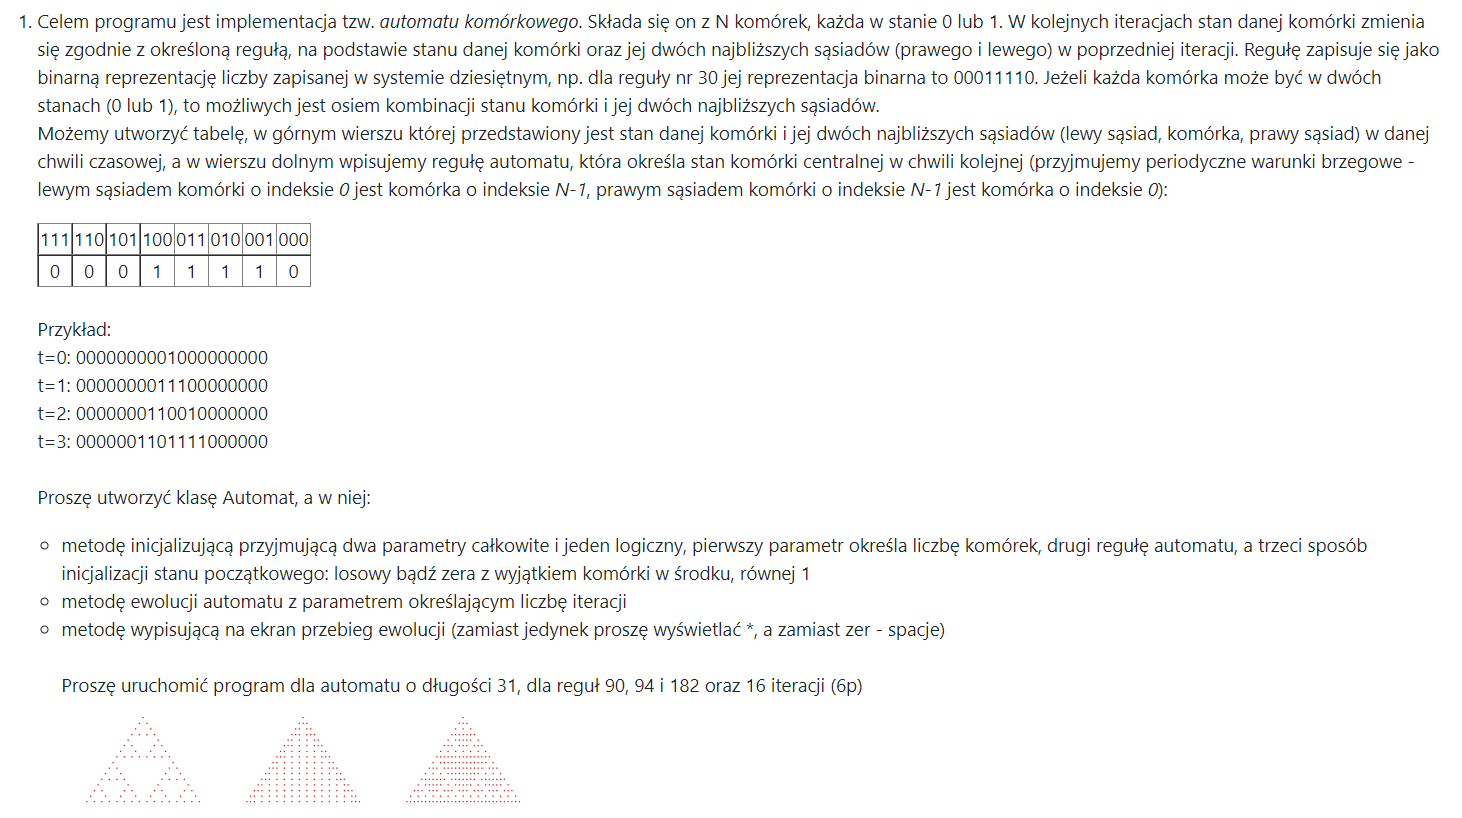 1. Celem programu jest implementacja tzw. automatu komórkowego. Składa się on z N komórek, każda w stanie 0 lub 1. W kolejnych iteracjach stan danej komórki zmienia
się zgodnie z określoną regułą, na podstawie stanu danej komórki oraz jej dwóch najbliższych sąsiadów (prawego i lewego) w poprzedniej iteracji. Regułę zapisuje się jako
binarną reprezentację liczby zapisanej w systemie dziesiętnym, np. dla reguły nr 30 jej reprezentacja binarna to 00011110. Jeżeli każda komórka może być w dwóch
stanach (0 lub 1), to możliwych jest osiem kombinacji stanu komórki i jej dwóch najbliższych sąsiadów.
Możemy utworzyć tabelę, w górnym wierszu której przedstawiony jest stan danej komórki i jej dwóch najbliższych sąsiadów (lewy sąsiad, komórka, prawy sąsiad) w danej
chwili czasowej, a w wierszu dolnym wpisujemy regułę automatu, która określa stan komórki centralnej w chwili kolejnej (przyjmujemy periodyczne warunki brzegowe -
lewym sąsiadem komórki o indeksie 0 jest komórka o indeksie N-1, prawym sąsiadem komórki o indeksie N-1 jest komórka o indeksie 0):
111 110 101 100 011 010 001 000
0 0 0 1 1 1 1 0
Przykład:
t=0: 0000000001000000000
t=1: 0000000011100000000
t=2: 0000000110010000000
t=3: 0000001101111000000
Proszę utworzyć klasę Automat, a w niej:
◦ metodę inicjalizującą przyjmującą dwa parametry całkowite i jeden logiczny, pierwszy parametr określa liczbę komórek, drugi regułę automatu, a trzeci sposób
inicjalizacji stanu początkowego: losowy bądź zera z wyjątkiem komórki w środku, równej 1
◦ metodę ewolucji automatu z parametrem określającym liczbę iteracji
◦ metodę wypisującą na ekran przebieg ewolucji (zamiast jedynek proszę wyświetlać *, a zamiast zer - spacje)
Proszę uruchomić program dla automatu o długości 31, dla reguł 90, 94 i 182 oraz 16 iteracji (6p)